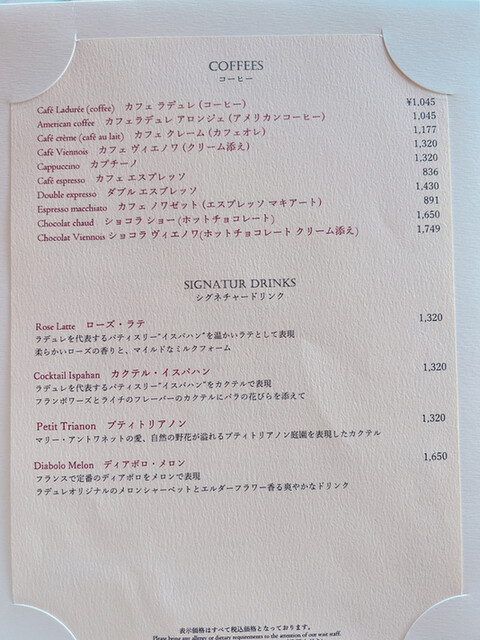 COFFEES
コーヒー
Café Ladurée (coffee) カフェ ラデュレ (コーヒー) ¥1,045
American coffee カフェラデュレ アロンジェ (アメリカンコーヒー) 1,045
Café crème (café au lait) カフェ クレーム (カフェオレ) 1,177
Café Viennois カフェ ヴィエノワ (クリーム添え) 1,320
Cappuccino カプチーノ 1,320
Café espresso カフェ エスプレッソ 836
Double espresso ダブル エスプレッソ 1,430
Espresso macchiato カフェ ノワゼット (エスプレッソ マキアート) 891
Chocolat chaud ショコラ ショー (ホットチョコレート) 1,650
Chocolat Viennois ショコラ ヴィエノワ(ホットチョコレート クリーム添え) 1,749
SIGNATUR DRINKS
シグネチャードリンク
Rose Latte ローズ・ラテ 1,320
ラデュレを代表するパティスリー"イスパハン"を温かいラテとして表現
柔らかいローズの香りと、マイルドなミルクフォーム
Cocktail Ispahan カクテル・イスパハン 1,320
ラデュレを代表するパティスリー"イスパハン"をカクテルで表現
フランボワーズとライチのフレーバーのカクテルにバラの花びらを添えて
Petit Trianon プティトリアノン 1,320
マリー・アントワネットの愛、自然の野花が溢れるプティトリアノン庭園を表現したカクテル
Diabolo Melon ディアボロ・メロン 1,650
フランスで定番のディアボロをメロンで表現
ラデュレオリジナルのメロンシャーベットとエルダーフラワー香る爽やかなドリンク
表示価格はすべて税込価格となっております。
Please bring any allergy or dietary requirements to the attention of our wait staff.